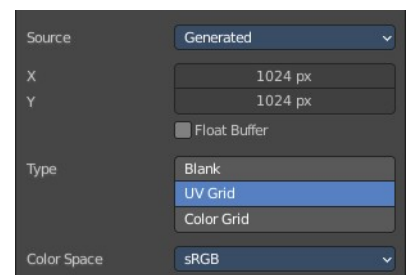 Source Generated
X 1024 px
Y 1024 px
Float Buffer
Type Blank
UV Grid
Color Grid
Color Space sRGB